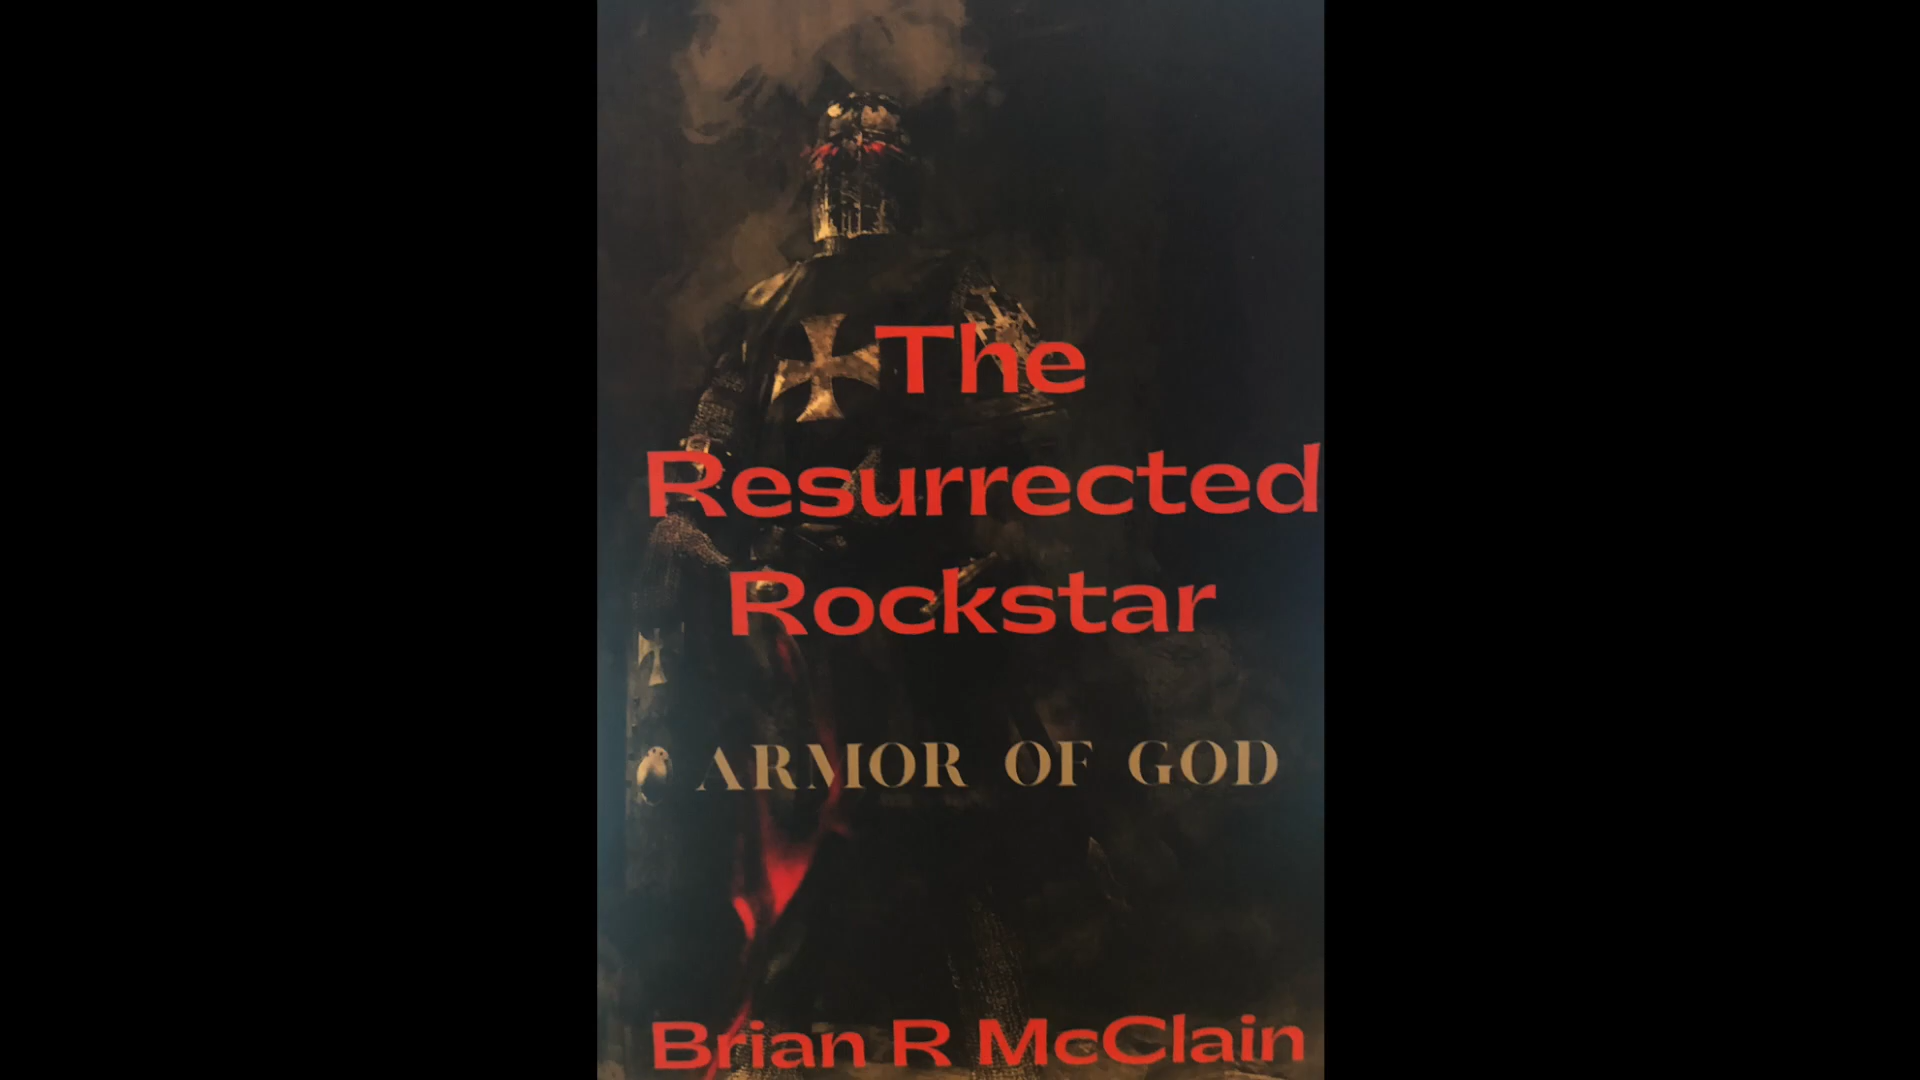 The
Resurrected
Rockstar
ARMOR OF GOD
Brian R McClain